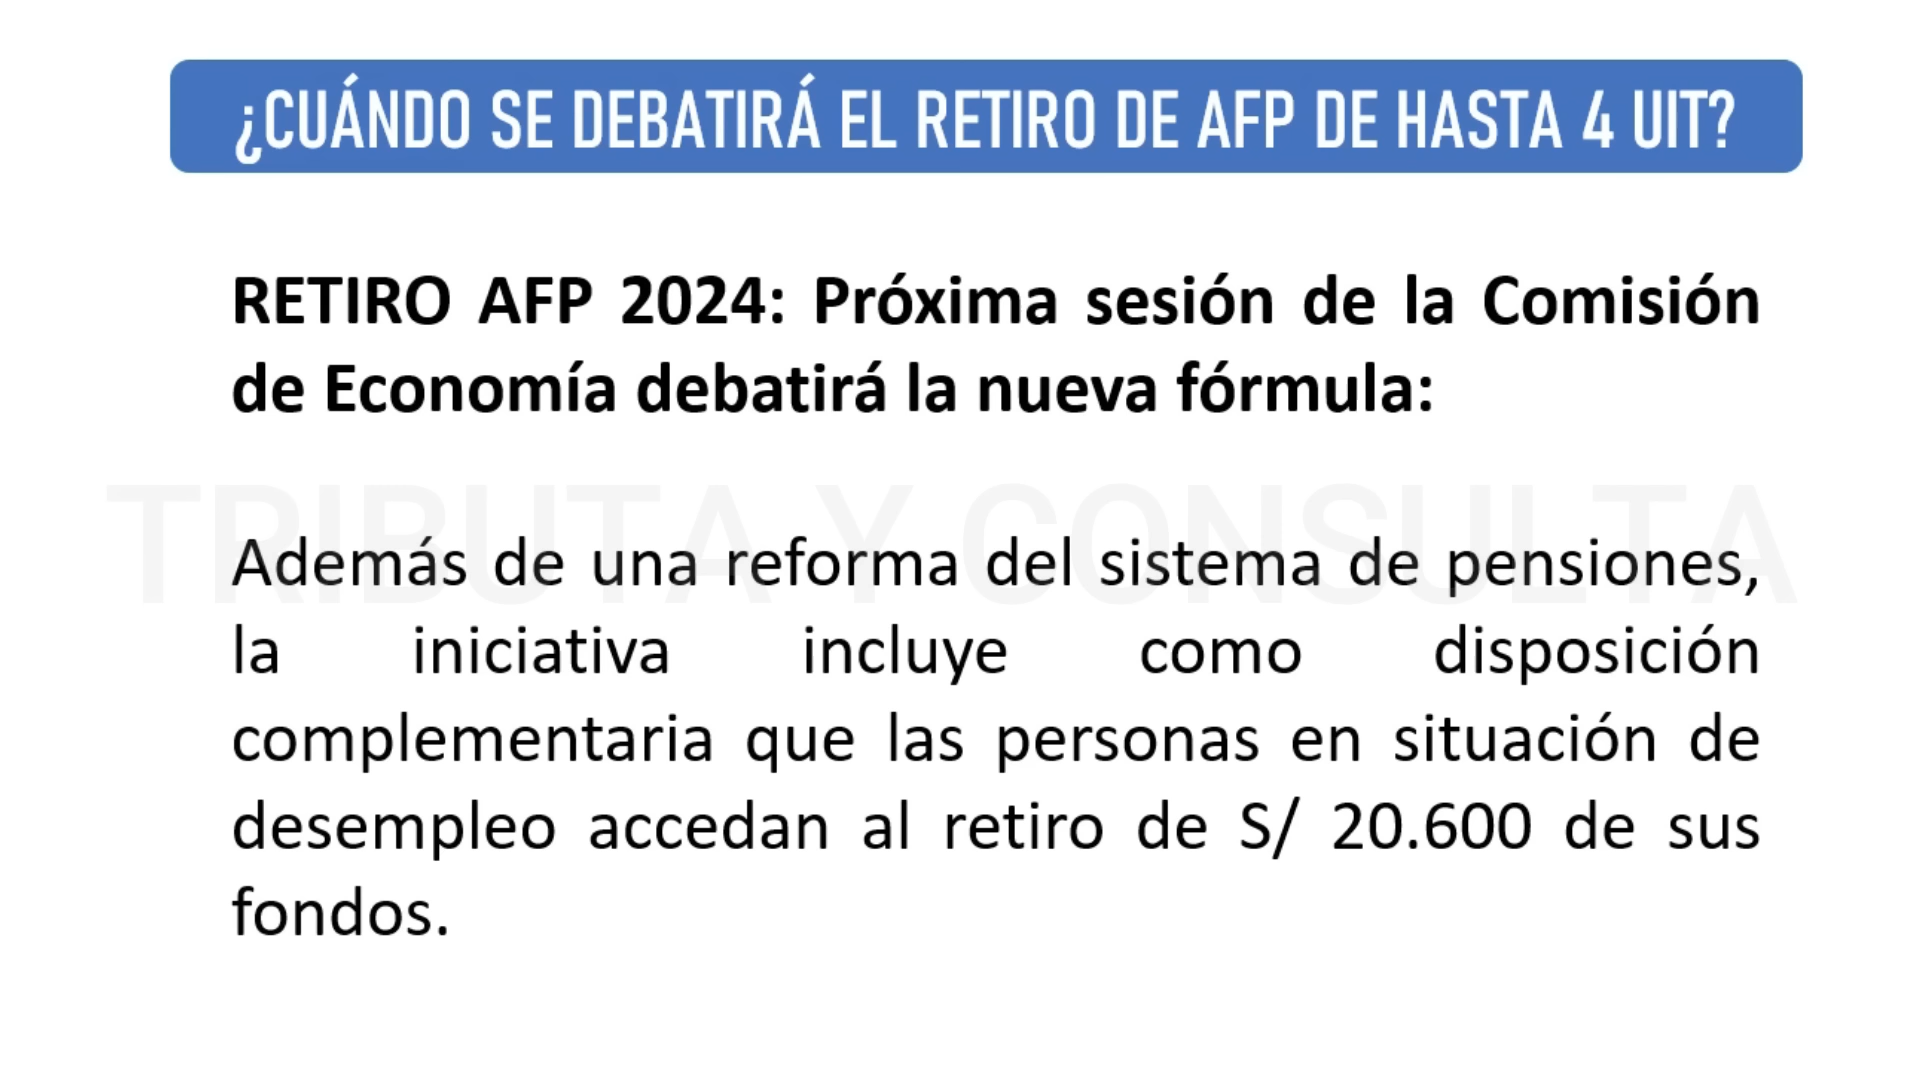 ¿CUÁNDO SE DEBATIRÁ EL RETIRO DE AFP DE HASTA 4 UIT?
RETIRO AFP 2024: Próxima sesión de la Comisión
de Economía debatirá la nueva fórmula:
TRIBUTA Y CONSULTA
Además de una reforma del sistema de pensiones,
la iniciativa incluye como disposición
complementaria que las personas en situación de
desempleo accedan al retiro de S/ 20.600 de sus
fondos.